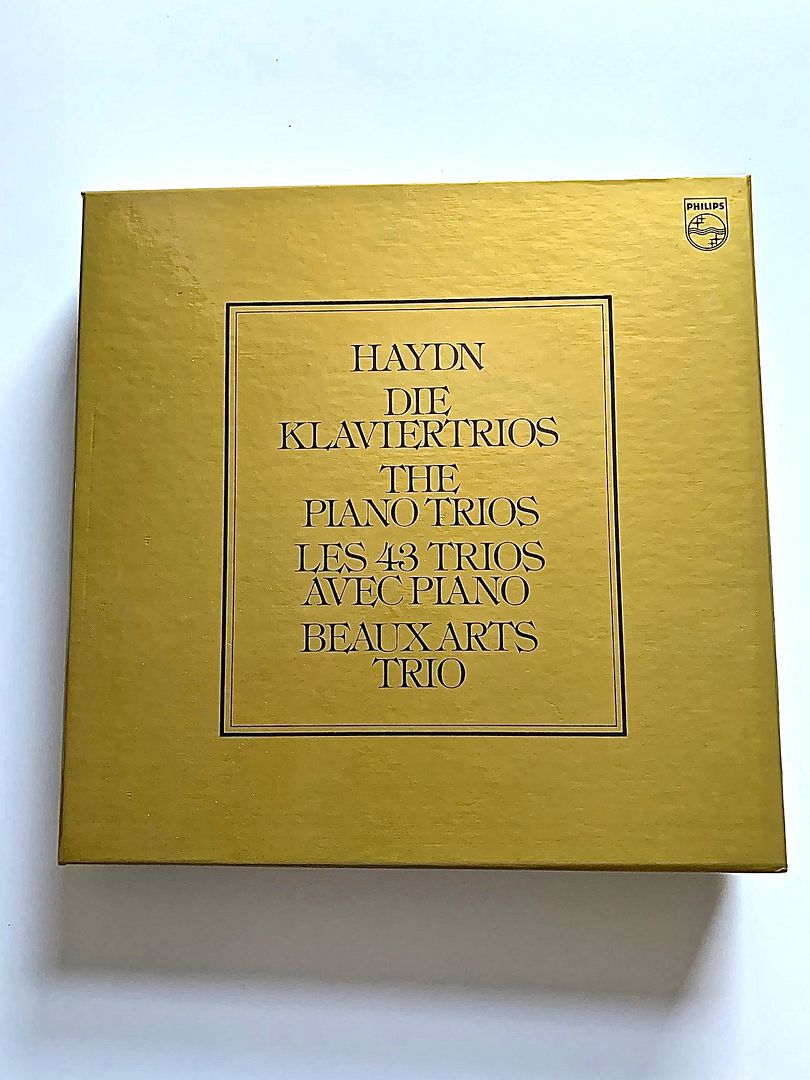 PHILIPS
HAYDN
DIE
KLAVIERTRIOS
THE
PIANO TRIOS
LES 43 TRIOS
AVEC PIANO
BEAUX ARTS
TRIO